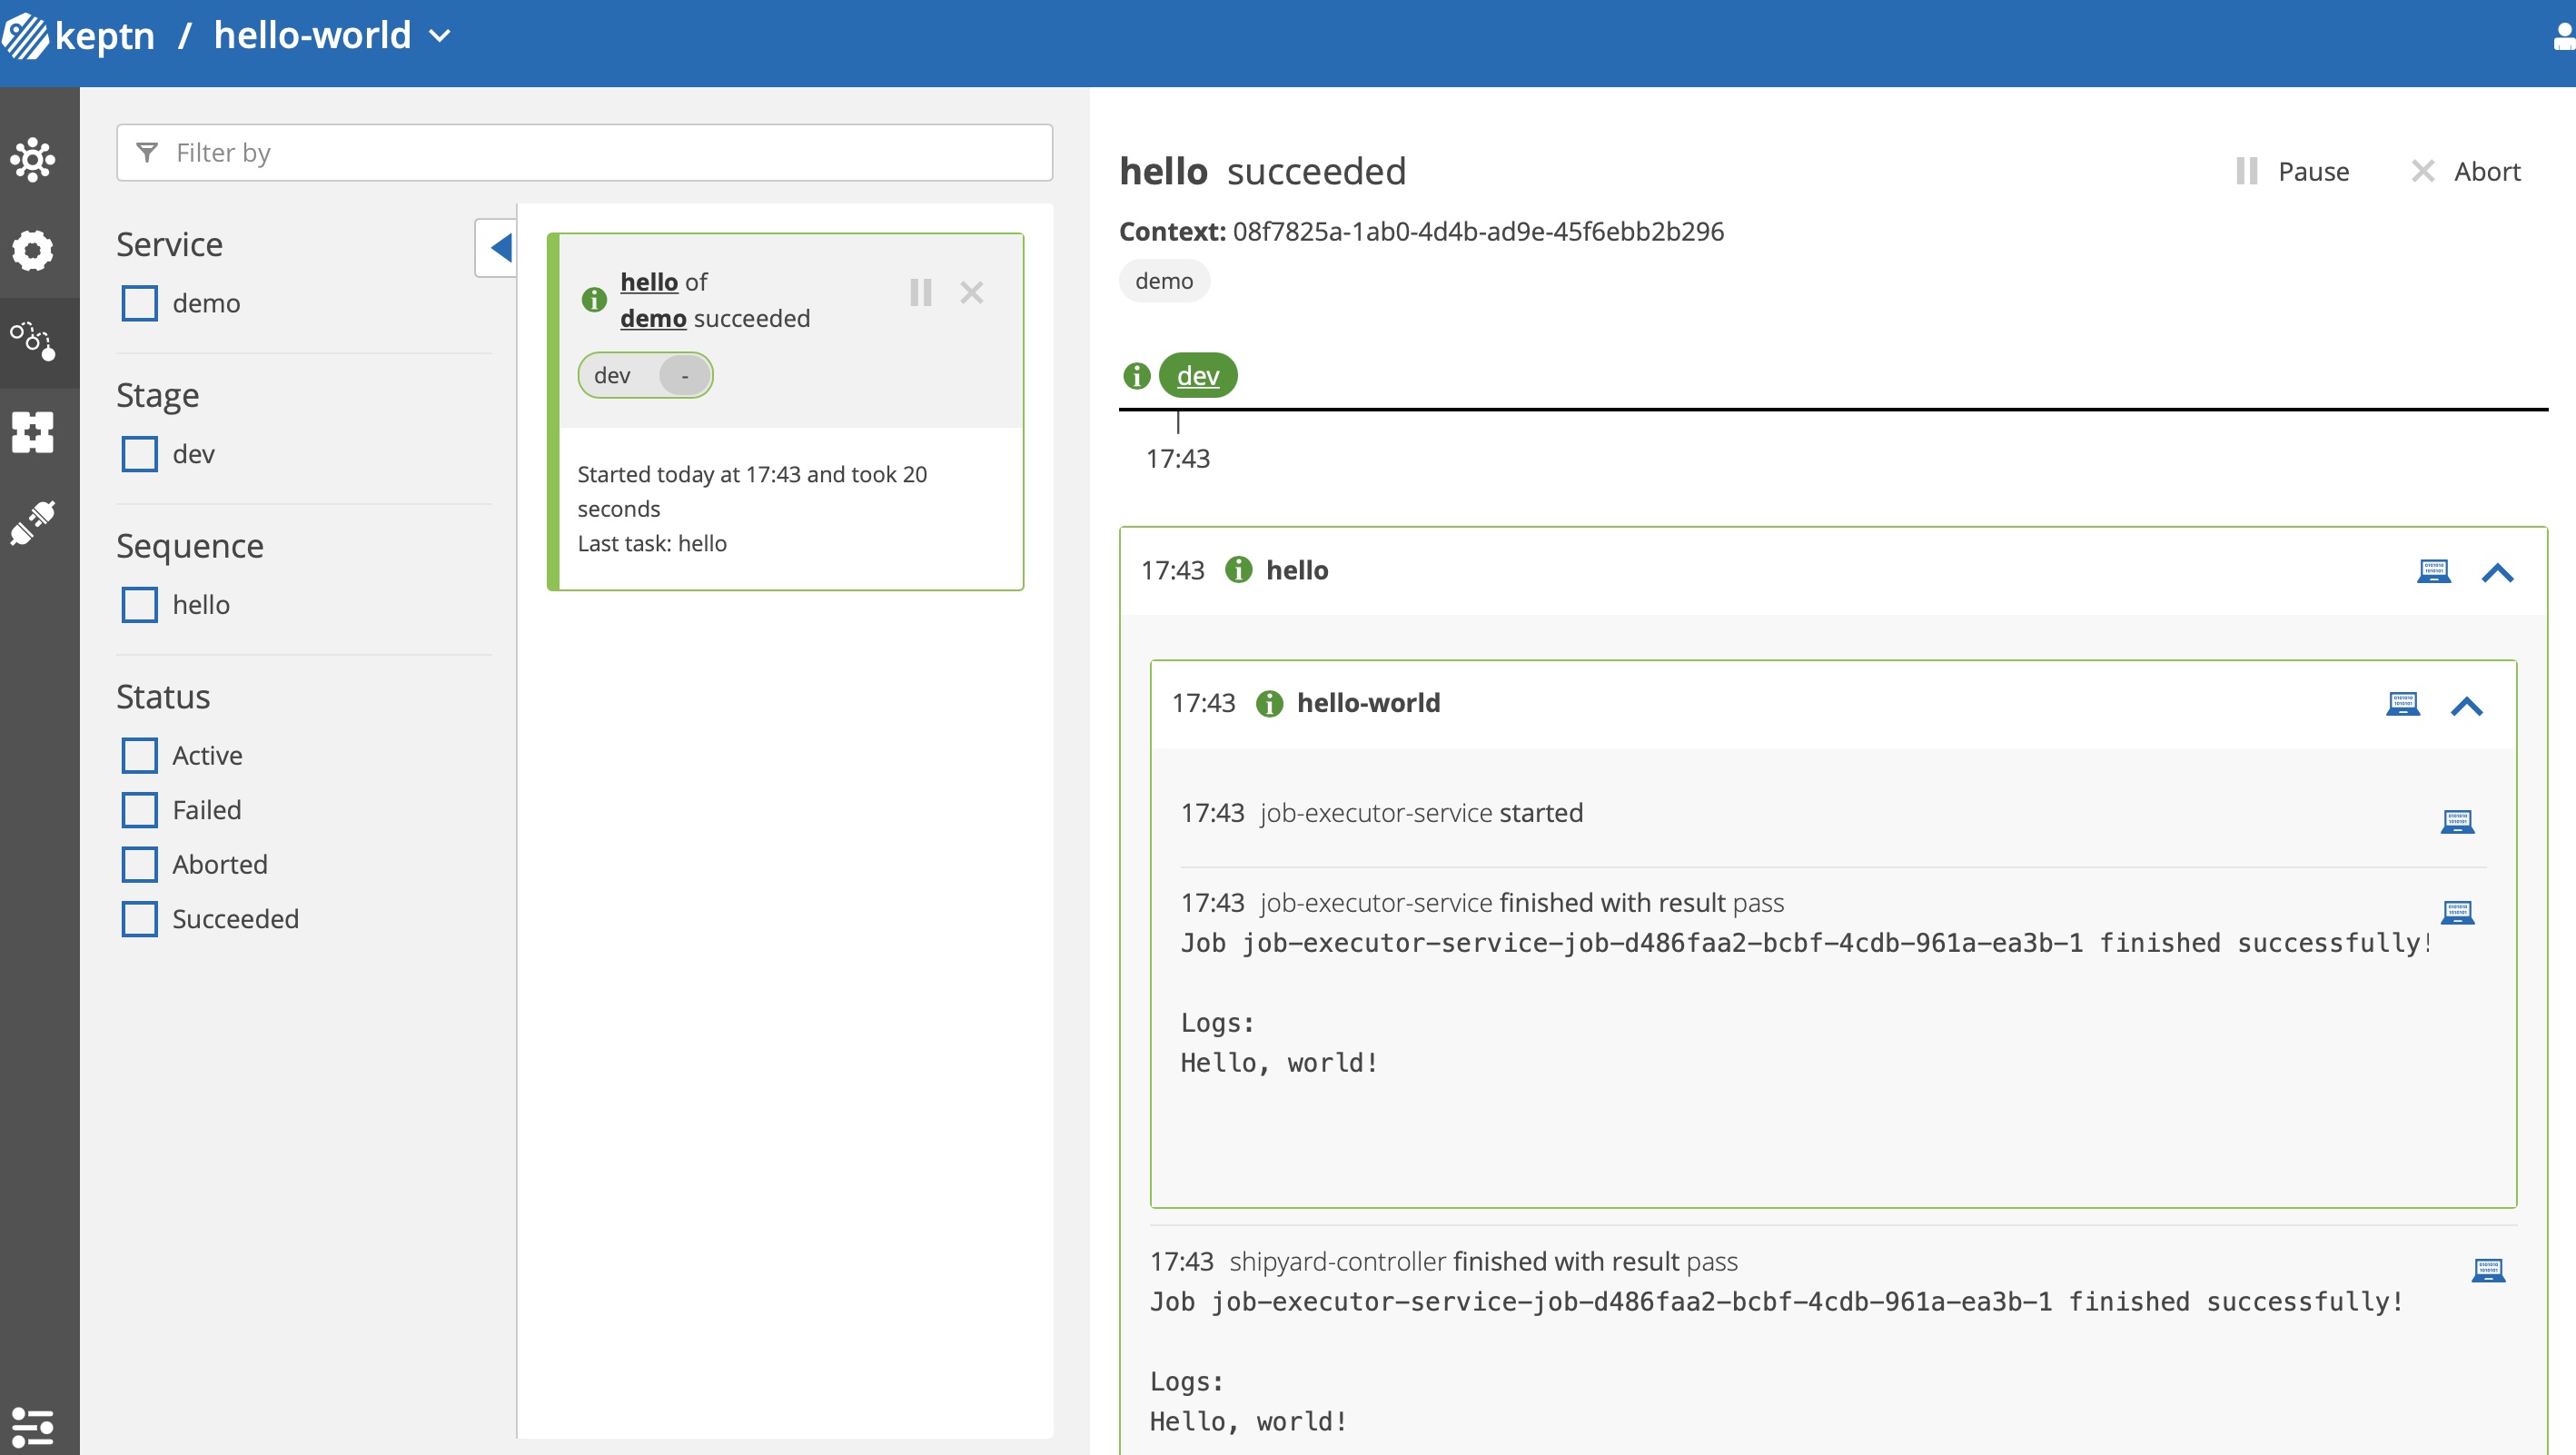 keptn / hello-world
Filter by
Service
demo
Stage
dev
Sequence
hello
Status
Active
Failed
Aborted
Succeeded
hello of
demo succeeded
dev -
Started today at 17:43 and took 20
seconds
Last task: hello
hello succeeded
Pause
Abort
Context: 08f7825a-1ab0-4d4b-ad9e-45f6ebb2b296
demo
dev
17:43
17:43 hello
17:43 hello-world
17:43 job-executor-service started
17:43 job-executor-service finished with result pass
Job job-executor-service-job-d486faa2-bcbf-4cdb-961a-ea3b-1 finished successfully!
Logs:
Hello, world!
17:43 shipyard-controller finished with result pass
Job job-executor-service-job-d486faa2-bcbf-4cdb-961a-ea3b-1 finished successfully!
Logs:
Hello, world!